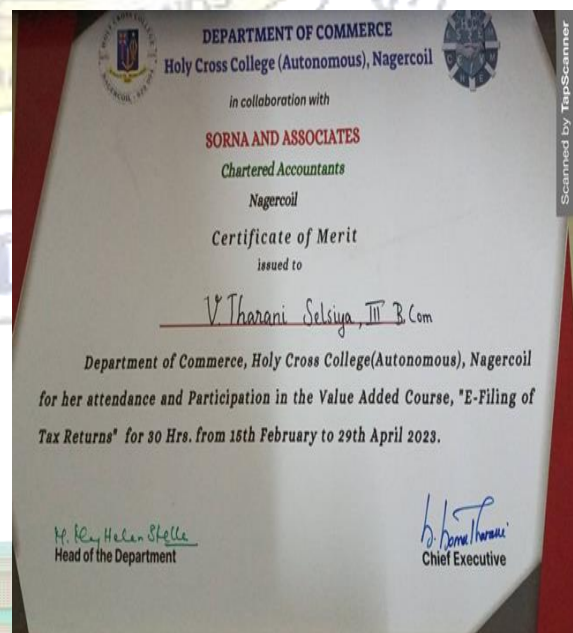 DEPARTMENT OF COMMERCE
Holy Cross College (Autonomous), Nagercoil
in collaboration with
SORNA AND ASSOCIATES
Chartered Accountants
Nagercoil
Certificate of Merit
issued to
V. Tharani Selsiya, III B.Com
Department of Commerce, Holy Cross College(Autonomous), Nagercoil
for her attendance and Participation in the Value Added Course, "E-Filing of
Tax Returns" for 30 Hrs. from 15th February to 29th April 2023.
Head of the Department
Chief Executive
Scanned by TapScanner